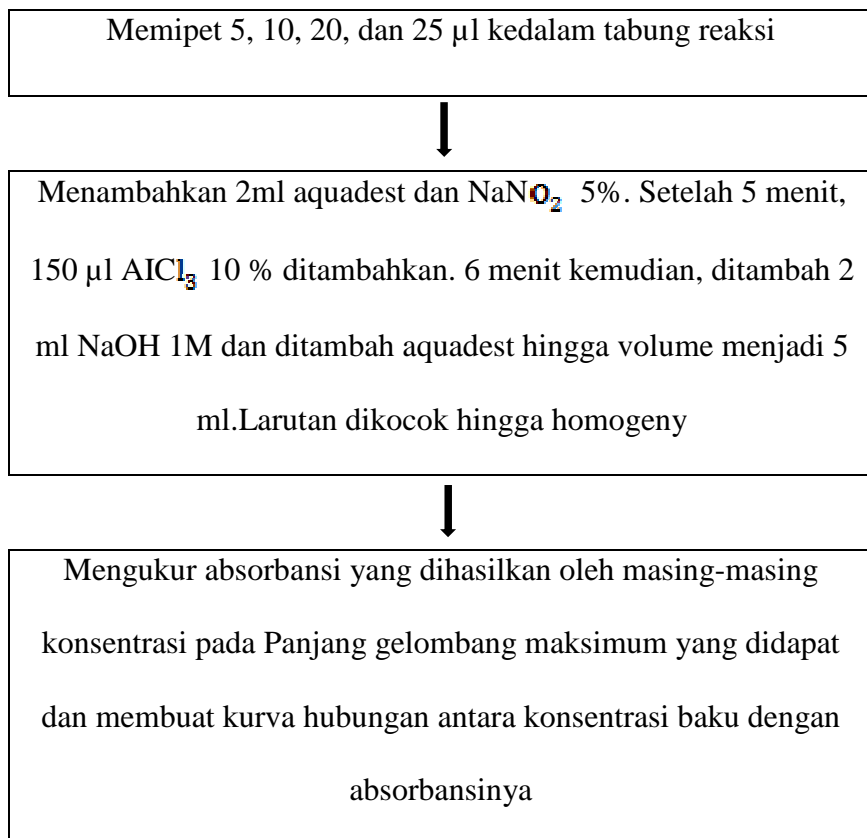 Memipet 5, 10, 20, dan 25 µl kedalam tabung reaksi
Menambahkan 2ml aquadest dan NaNO₂ 5%. Setelah 5 menit,
150 µl AICl₃ 10 % ditambahkan. 6 menit kemudian, ditambah 2
ml NaOH 1M dan ditambah aquadest hingga volume menjadi 5
ml.Larutan dikocok hingga homogeny
Mengukur absorbansi yang dihasilkan oleh masing-masing
konsentrasi pada Panjang gelombang maksimum yang didapat
dan membuat kurva hubungan antara konsentrasi baku dengan
absorbansinya